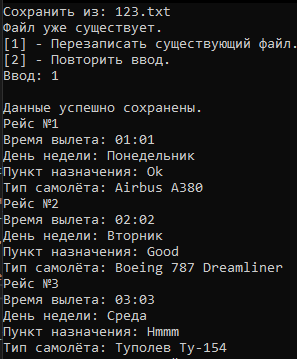 Сохранить из: 123.txt
Файл уже существует.
[1] - Перезаписать существующий файл.
[2] - Повторить ввод.
Ввод: 1
Данные успешно сохранены.
Рейс №1
Время вылета: 01:01
День недели: Понедельник
Пункт назначения: Ok
Тип самолёта: Airbus A380
Рейс №2
Время вылета: 02:02
День недели: Вторник
Пункт назначения: Good
Тип самолёта: Boeing 787 Dreamliner
Рейс №3
Время вылета: 03:03
День недели: Среда
Пункт назначения: Hmmm
Тип самолёта: Туполев Ту-154